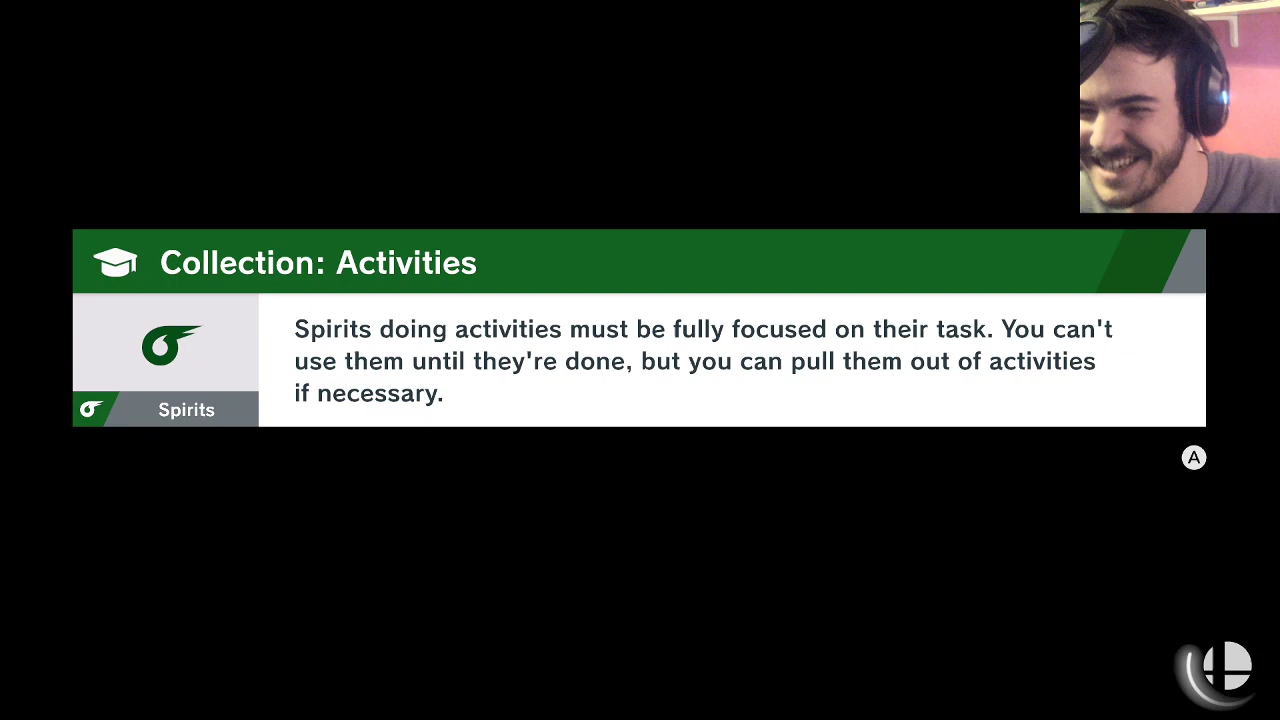 Collection: Activities
Spirits doing activities must be fully focused on their task. You can't
use them until they're done, but you can pull them out of activities
if necessary.
Spirits
A